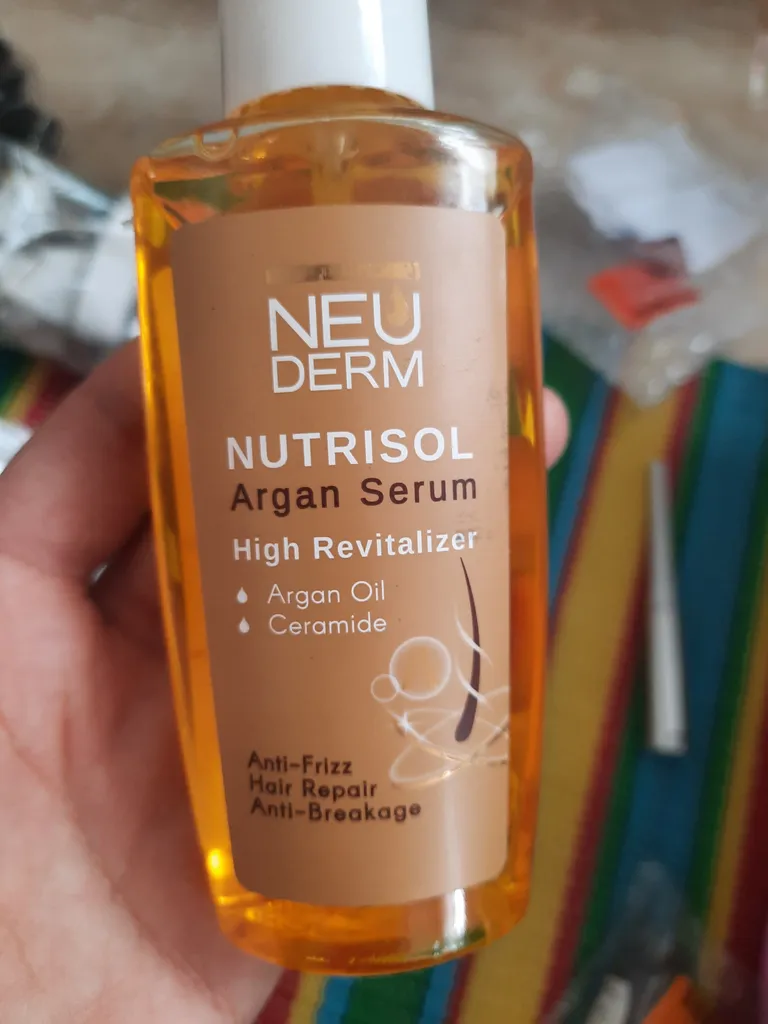 NEU
DERM
NUTRISOL
Argan Serum
High Revitalizer
Argan Oil
Ceramide
Anti-Frizz
Hair Repair
Anti-Breakage